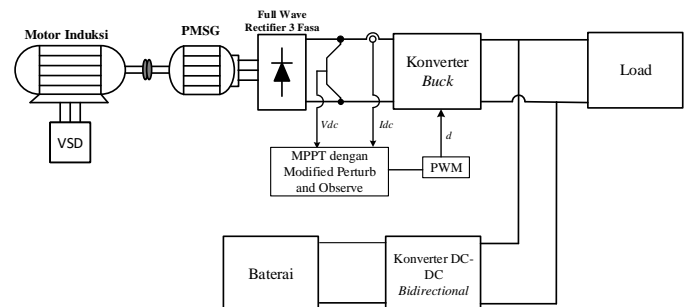 Full Wave
Rectifier 3 Fasa
Motor Induksi
PMSG
VSD
Konverter
Buck
Load
Vdc
Idc
d
MPPT dengan
Modified Perturb
and Observe
PWM
Baterai
Konverter DC-
DC
Bidirectional